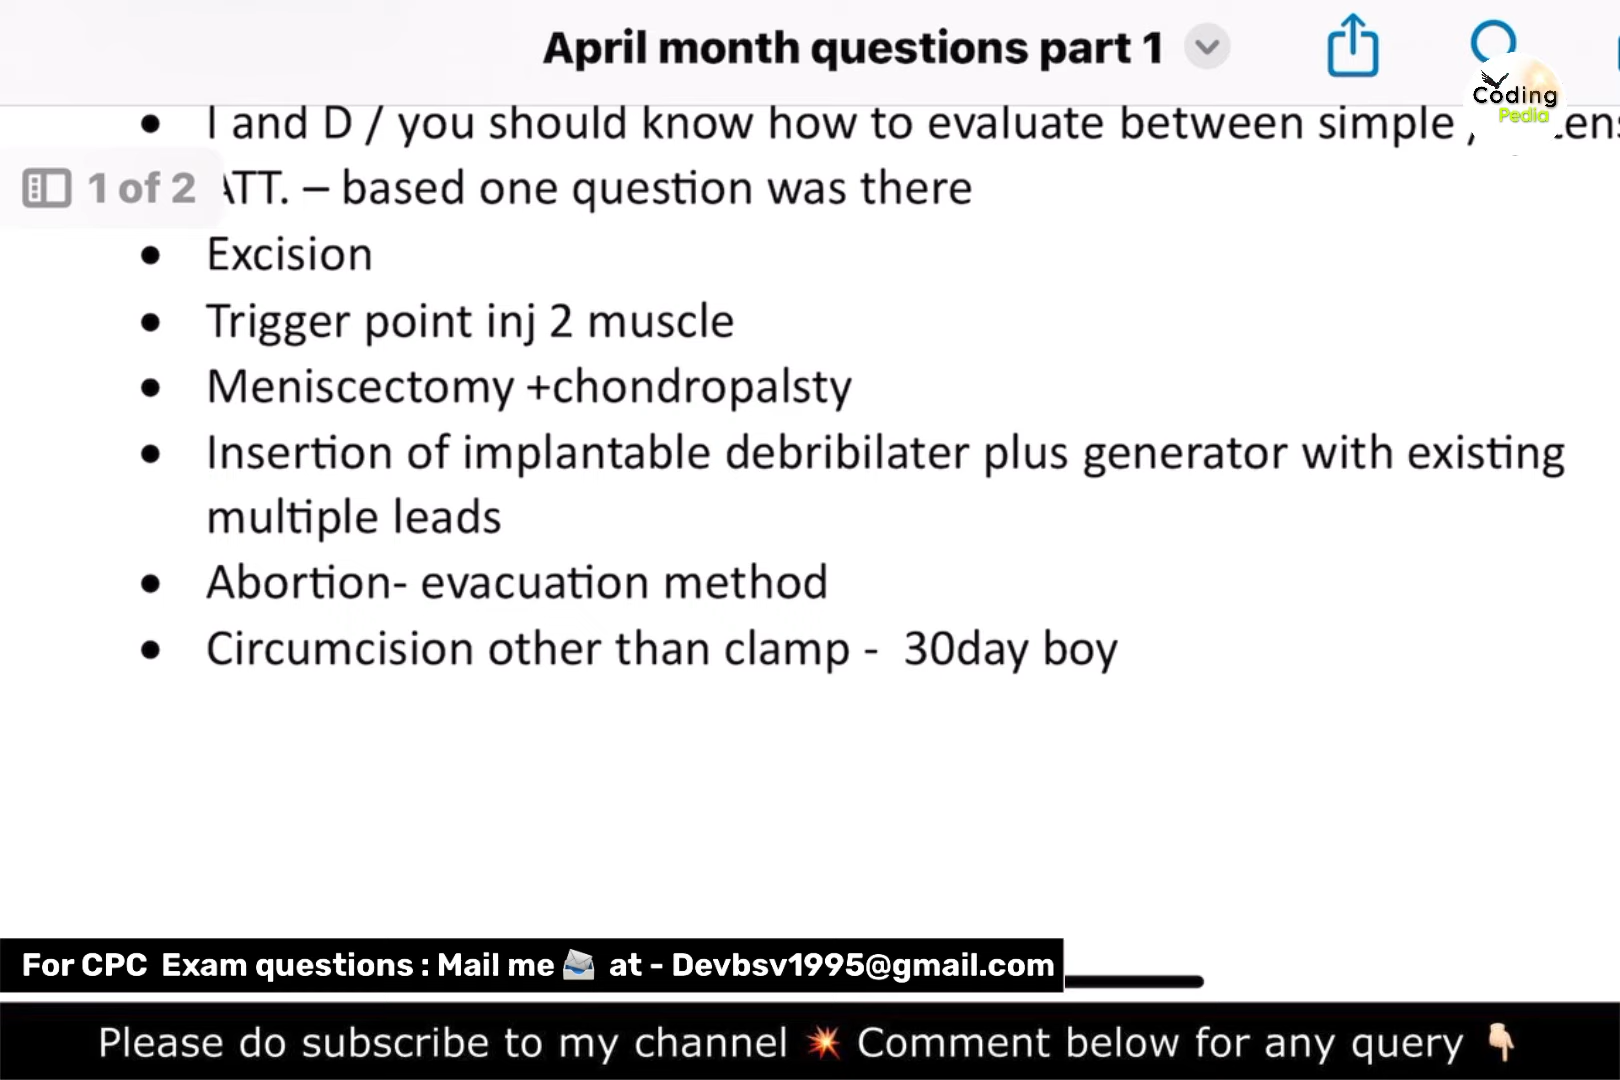 April month questions part 1
Coding
Pedia
• I and D / you should know how to evaluate between simple /
1 of 2
ATT. – based one question was there
• Excision
• Trigger point inj 2 muscle
• Meniscectomy +chondropalsty
• Insertion of implantable debribilater plus generator with existing
multiple leads
• Abortion- evacuation method
• Circumcision other than clamp - 30day boy
For CPC Exam questions : Mail me 📨 at - Devbsv1995@gmail.com
Please do subscribe to my channel 💥 Comment below for any query 👇🏻